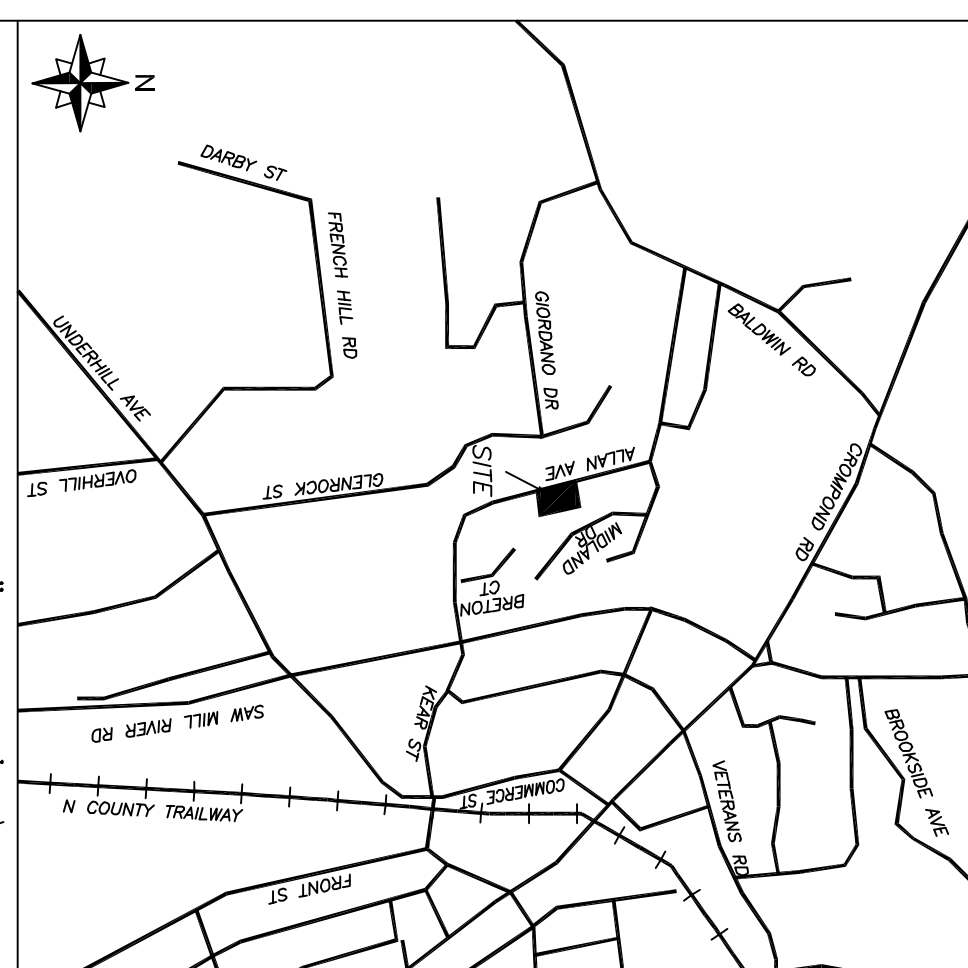 N
DARBY ST
FRENCH HILL RD
UNDERHILL AVE
GIORDANO DR
BALDWIN RD
OVERHILL ST
GLENROCK ST
SITE
ALLAN AVE
CROMPOND RD
MIDLAND
DR
BRETON
CT
SAW MILL RIVER RD
KEAR ST
BROOKSIDE AVE
N COUNTY TRAILWAY
COMMERCE ST
VETERANS RD
FRONT ST